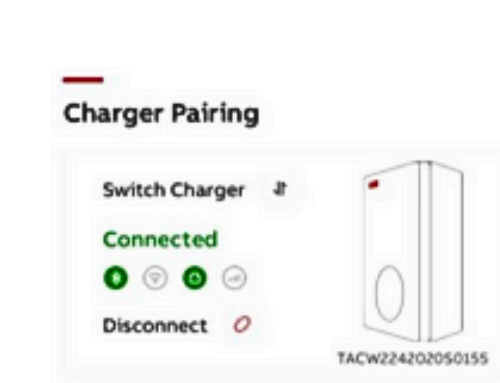 Charger Pairing
Switch Charger
Connected
Disconnect
TACW2242020S0155